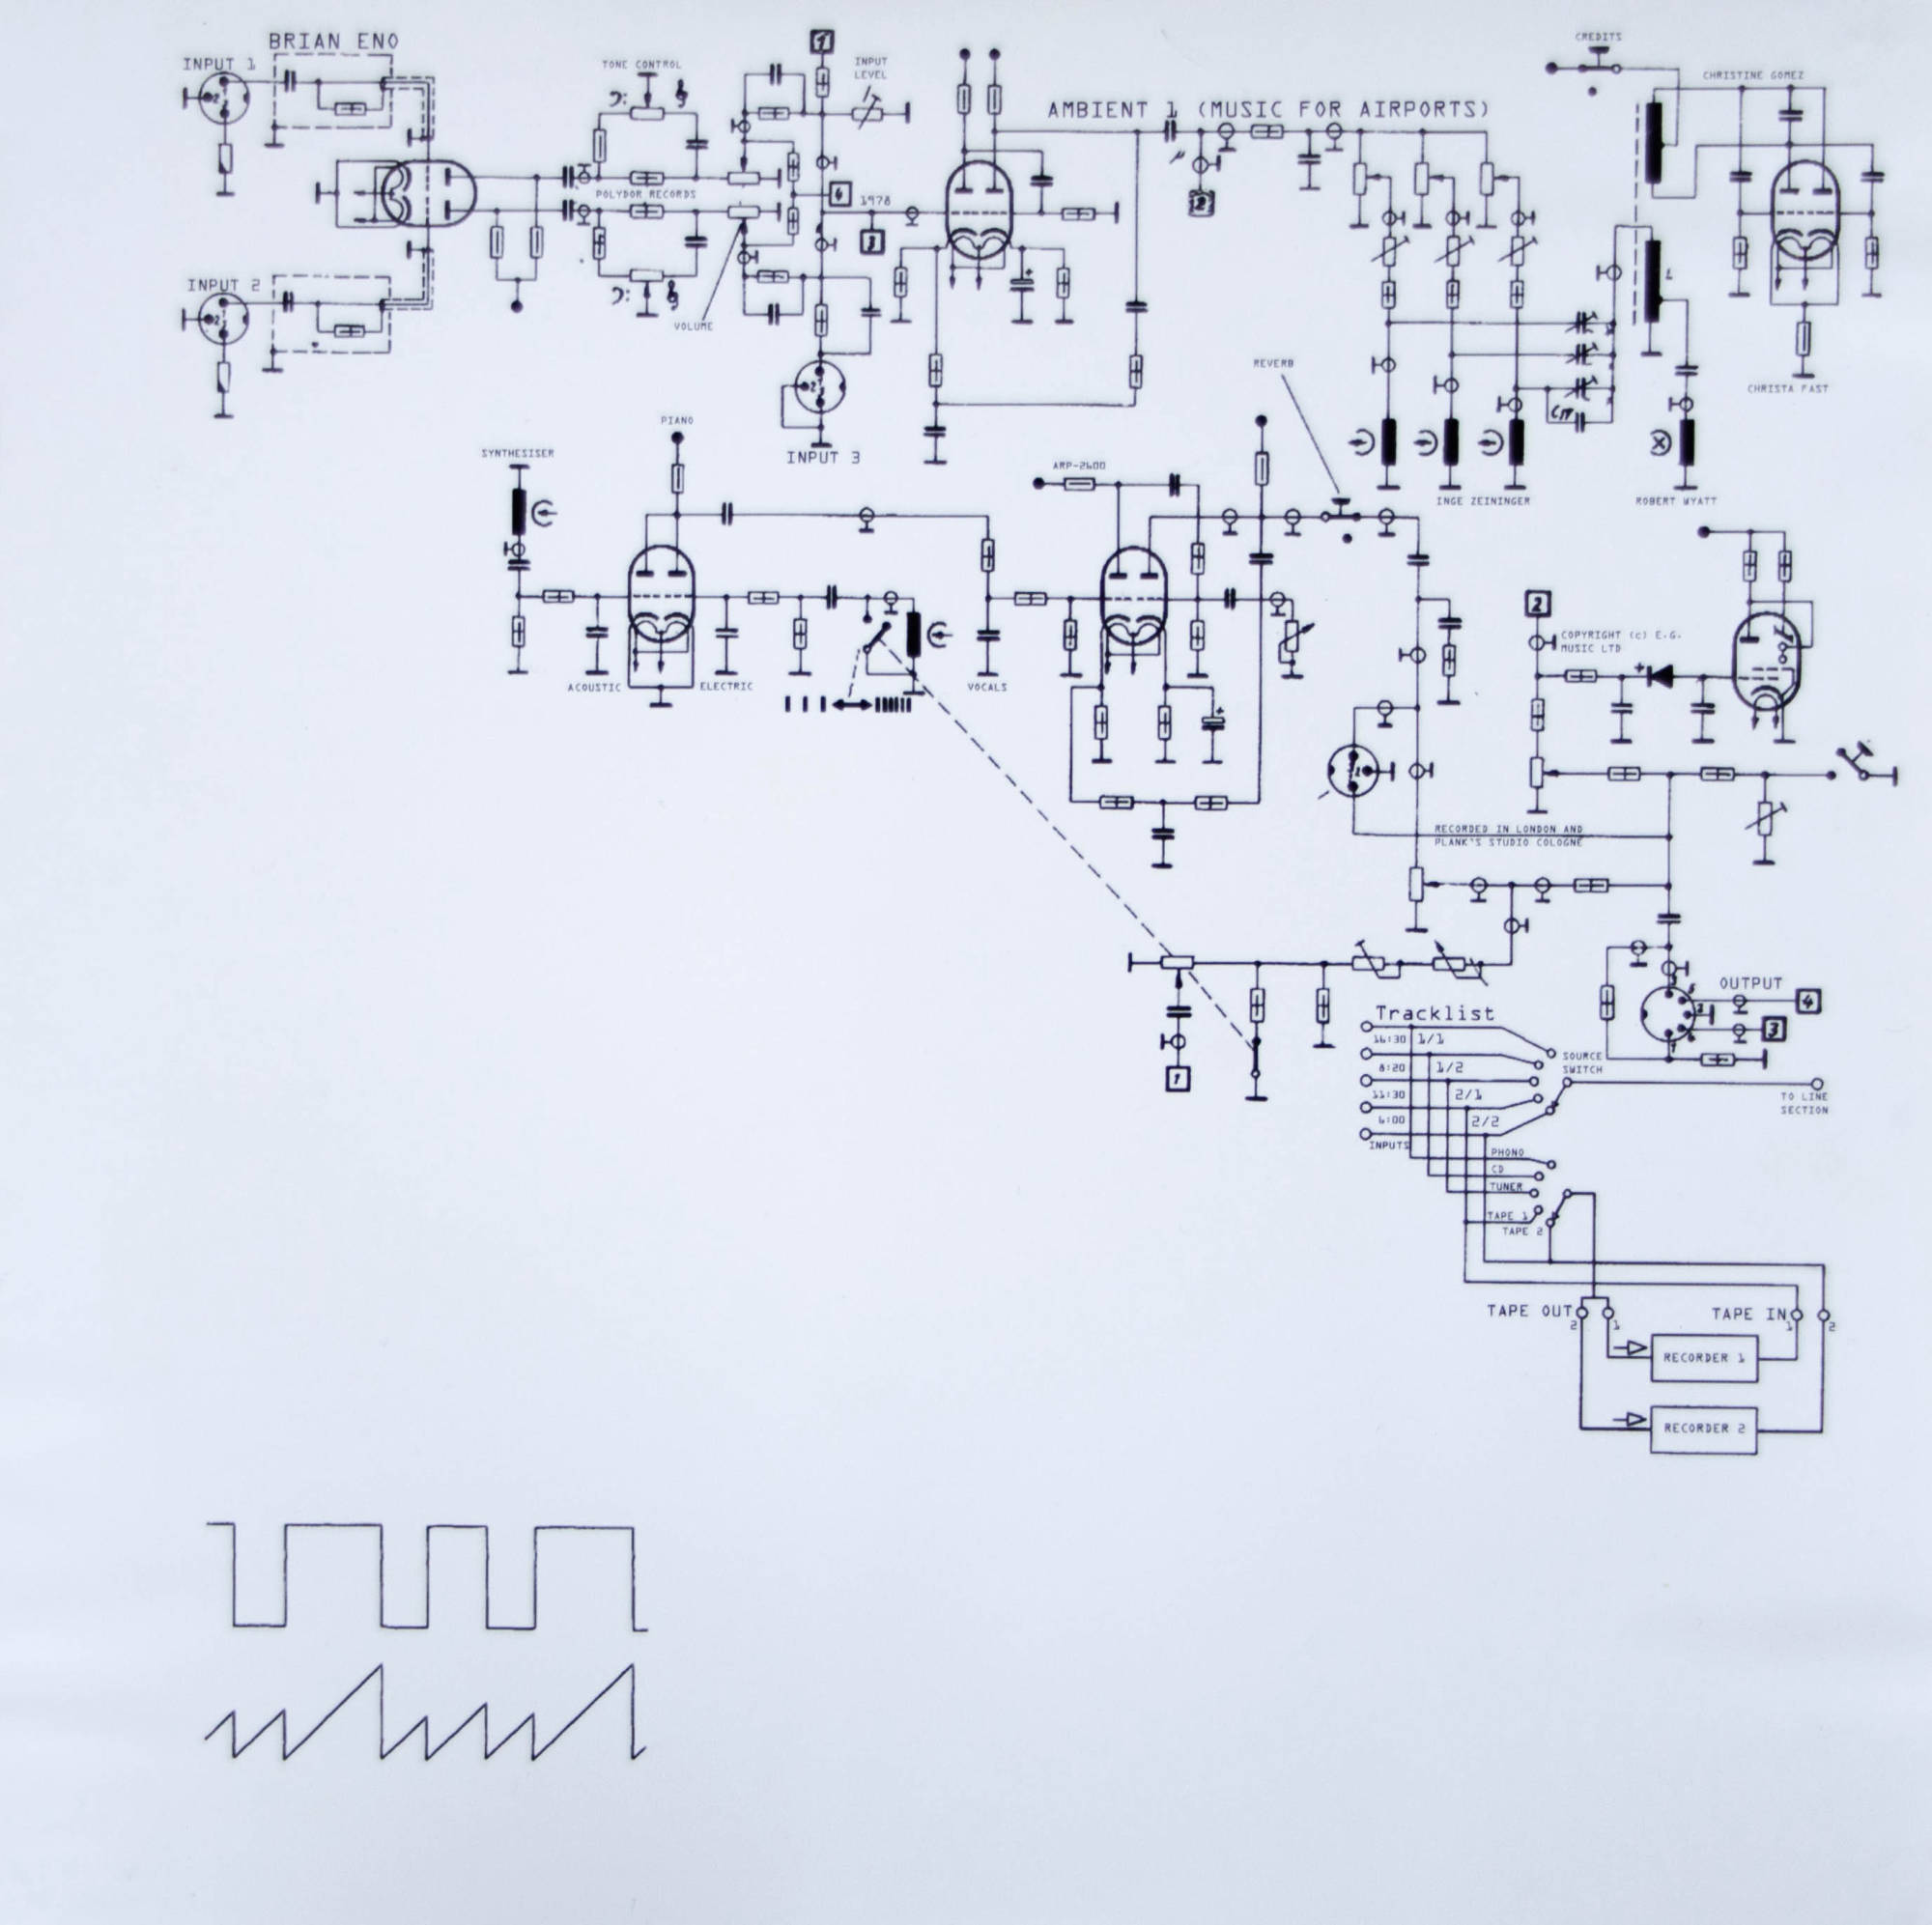 BRIAN ENO
INPUT 1
TONE CONTROL
1
INPUT
LEVEL
AMBIENT 1 (MUSIC FOR AIRPORTS)
CREDITS
CHRISTINE GOMEZ
POLYDOR RECORDS
4
1978
3
2
INPUT 2
VOLUME
INPUT 3
REVERB
CHRISTA FAST
PIANO
SYNTHESISER
ARP-2600
INGE ZEININGER
ROBERT WYATT
2
COPYRIGHT (c) E.G.
MUSIC LTD
ACOUSTIC
ELECTRIC
VOCALS
RECORDED IN LONDON AND
PLANK'S STUDIO COLOGNE
OUTPUT
4
3
1
Tracklist
16:30 1/1
8:20 1/2
11:30 2/1
6:00 2/2
INPUTS
SOURCE
SWITCH
TO LINE
SECTION
PHONO
CD
TUNER
TAPE 1
TAPE 2
TAPE OUT
2 1
TAPE IN
1 2
RECORDER 1
RECORDER 2